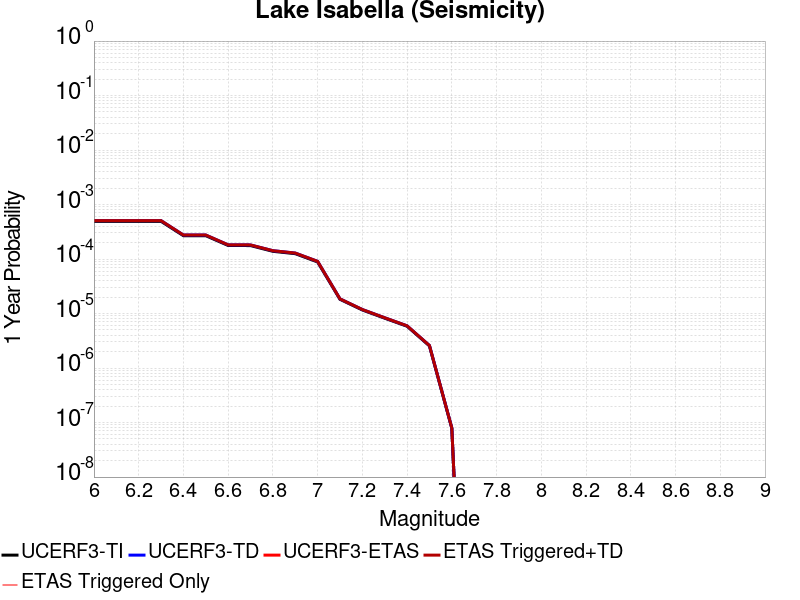 Lake Isabella (Seismicity)
10 0
10 -1
10 -2
10 -3
10 -4
10 -5
10 -6
10 -7
10 -8
1 Year Probability
6 6.2 6.4 6.6 6.8 7 7.2 7.4 7.6 7.8 8 8.2 8.4 8.6 8.8 9
Magnitude
UCERF3-TI UCERF3-TD UCERF3-ETAS ETAS Triggered+TD
ETAS Triggered Only